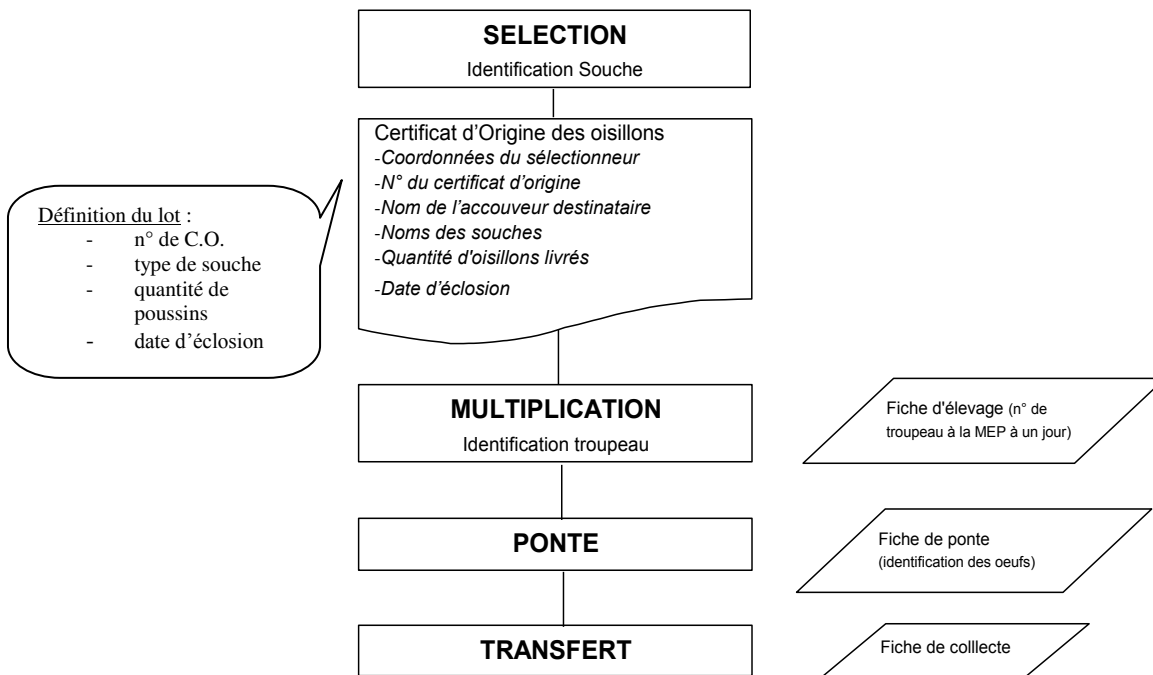 SELECTION
Identification Souche
Certificat d'Origine des oisillons
-Coordonnées du sélectionneur
-N° du certificat d'origine
-Nom de l'accouveur destinataire
-Noms des souches
-Quantité d'oisillons livrés
-Date d'éclosion
Définition du lot :
- n° de C.O.
- type de souche
- quantité de
poussins
- date d'éclosion
MULTIPLICATION
Identification troupeau
Fiche d'élevage (n° de
troupeau à la MEP à un jour)
PONTE
Fiche de ponte
(identification des oeufs)
TRANSFERT
Fiche de colllecte